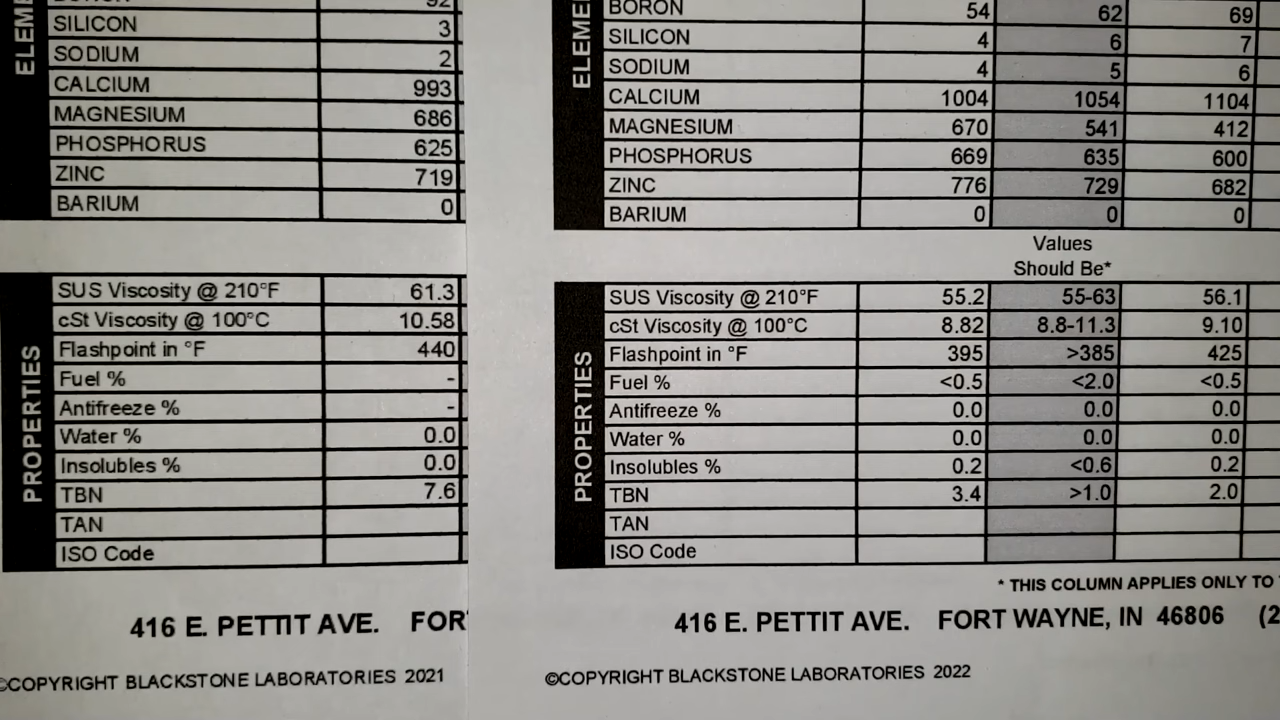 92
ELEME
SILICON 3
SODIUM 2
CALCIUM 993
MAGNESIUM 686
PHOSPHORUS 625
ZINC 719
BARIUM 0
PROPERTIES
SUS Viscosity @ 210°F 61.3
cSt Viscosity @ 100°C 10.58
Flashpoint in °F 440
Fuel % -
Antifreeze % -
Water % 0.0
Insolubles % 0.0
TBN 7.6
TAN
ISO Code
416 E. PETTIT AVE. FOR
©COPYRIGHT BLACKSTONE LABORATORIES 2021
ELEME
BORON 54 62 69
SILICON 4 6 7
SODIUM 4 5 6
CALCIUM 1004 1054 1104
MAGNESIUM 670 541 412
PHOSPHORUS 669 635 600
ZINC 776 729 682
BARIUM 0 0 0
Values
Should Be*
PROPERTIES
SUS Viscosity @ 210°F 55.2 55-63 56.1
cSt Viscosity @ 100°C 8.82 8.8-11.3 9.10
Flashpoint in °F 395 >385 425
Fuel % <0.5 <2.0 <0.5
Antifreeze % 0.0 0.0 0.0
Water % 0.0 0.0 0.0
Insolubles % 0.2 <0.6 0.2
TBN 3.4 >1.0 2.0
TAN
ISO Code
* THIS COLUMN APPLIES ONLY TO
416 E. PETTIT AVE. FORT WAYNE, IN 46806 (2
©COPYRIGHT BLACKSTONE LABORATORIES 2022